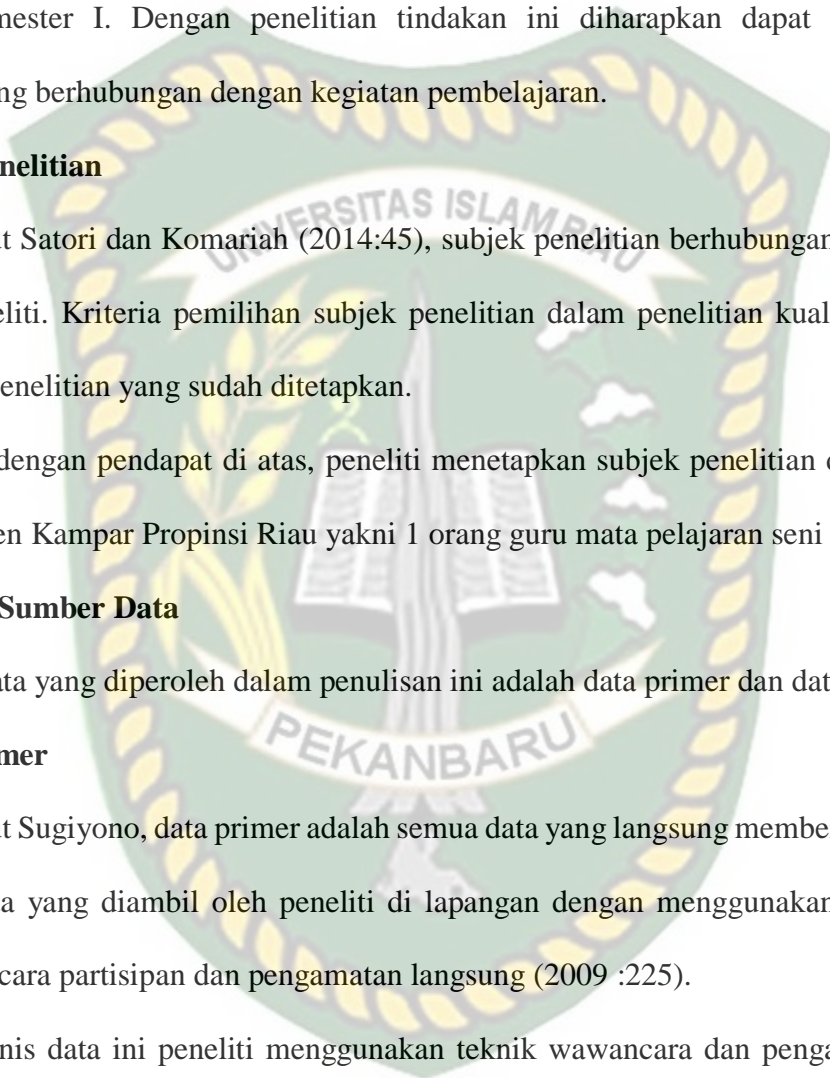 mester I. Dengan penelitian tindakan ini diharapkan dapat
ng berhubungan dengan kegiatan pembelajaran.
nelitian
UNIVERSITAS ISLAM RIAU
ut Satori dan Komariah (2014:45), subjek penelitian berhubungan
eliti. Kriteria pemilihan subjek penelitian dalam penelitian kual
enelitian yang sudah ditetapkan.
dengan pendapat di atas, peneliti menetapkan subjek penelitian
en Kampar Propinsi Riau yakni 1 orang guru mata pelajaran seni
Sumber Data
ata yang diperoleh dalam penulisan ini adalah data primer dan dat
PEKANBARU
mer
ut Sugiyono, data primer adalah semua data yang langsung member
a yang diambil oleh peneliti di lapangan dengan menggunakan
cara partisipan dan pengamatan langsung (2009 :225).
nis data ini peneliti menggunakan teknik wawancara dan penga